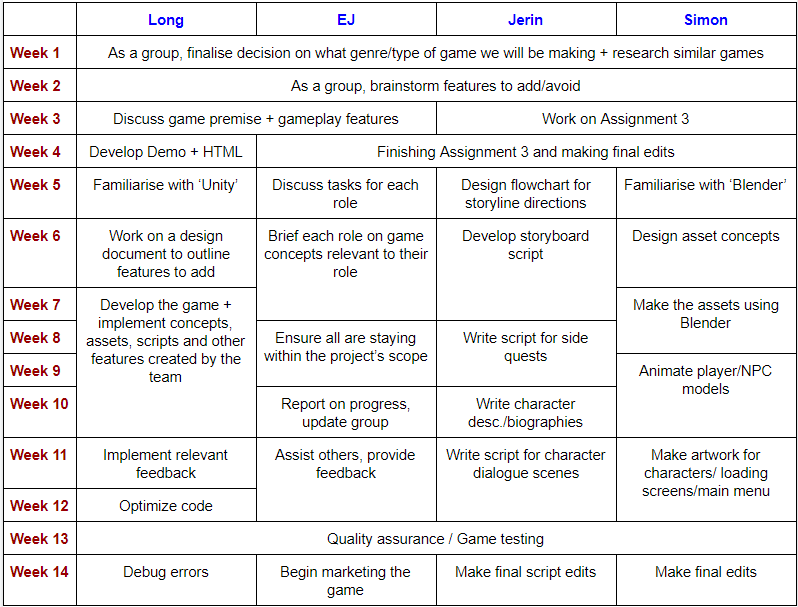 Long EJ Jerin Simon
Week 1 As a group, finalise decision on what genre/type of game we will be making + research similar games
Week 2 As a group, brainstorm features to add/avoid
Week 3 Discuss game premise + gameplay features Work on Assignment 3
Week 4 Develop Demo + HTML Finishing Assignment 3 and making final edits
Week 5 Familiarise with ‘Unity’ Discuss tasks for each Design flowchart for Familiarise with ‘Blender’
role storyline directions
Week 6 Work on a design Brief each role on game Develop storyboard Design asset concepts
document to outline concepts relevant to their script
features to add role
Week 7 Develop the game + Make the assets using
implement concepts, Blender
Week 8 assets, scripts and other Ensure all are staying Write script for side
features created by the within the project’s scope quests
Week 9 team Animate player/NPC
models
Week 10 Report on progress, Write character
update group desc./biographies
Week 11 Implement relevant Assist others, provide Write script for character Make artwork for
feedback feedback dialogue scenes characters/ loading
screens/main menu
Week 12 Optimize code
Week 13 Quality assurance / Game testing
Week 14 Debug errors Begin marketing the Make final script edits Make final edits
game